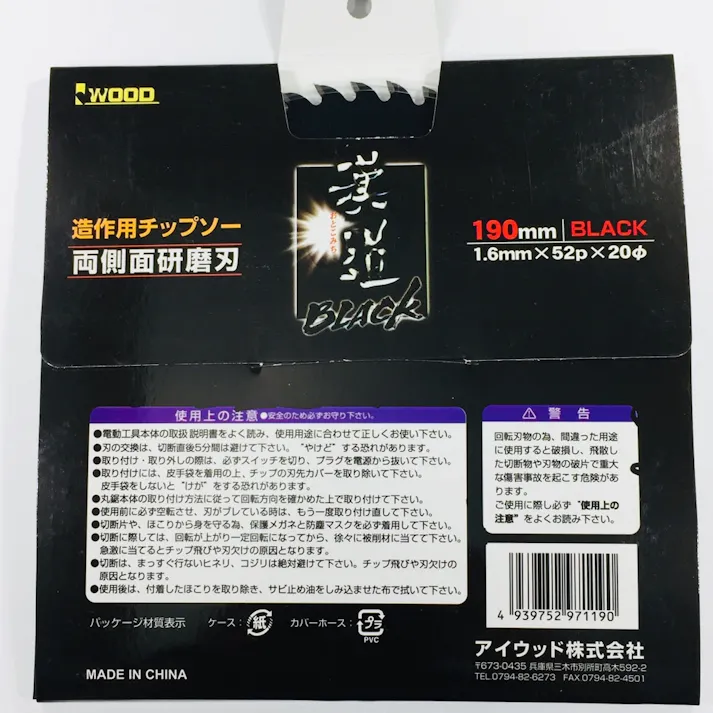 iWOOD
漢道
おとこみち
BLACK
造作用チップソー
両側面研磨刃
190mm BLACK
1.6mm×52p×20φ
使用上の注意 ●安全のため必ずお守り下さい。
●電動工具本体の取扱説明書をよく読み、使用用途に合わせて正しくお使い下さい。
●刃の交換は、切断直後5分間は避けて下さい。“やけど”する恐れがあります。
●取り付け・取り外しの際は、必ずスイッチを切り、プラグを電源から抜いて下さい。
●取り付けには、皮手袋を着用の上、チップの刃先カバーを取り除いて下さい。
皮手袋をしないと“けが”をする恐れがあります。
●丸鋸本体の取り付け方法に従って回転方向を確かめた上で取り付けて下さい。
●使用前に必ず空転させ、刃がブレている時は、もう一度取り付け直して下さい。
●切断片や、ほこりから身を守る為、保護メガネと防塵マスクを必ず着用して下さい。
●切断に際しては、回転が上がり一定回転になってから、徐々に被削材に当てて下さい。
急激に当てるとチップ飛びや刃欠けの原因となります。
●切断は、まっすぐ行ないヒネリ、コジリは絶対避けて下さい。チップ飛びや刃欠けの
原因となります。
●使用後は、付着したほこりを取り除き、サビ止め油をしみ込ませた布で拭いて下さい。
⚠ 警告
回転刃物の為、間違った用途
に使用すると破損し、飛散し
た切断物や刃物の破片で重大
な傷害事故を起こす危険があ
ります。
ご使用に際し必ず“使用上の
注意”をよくお読み下さい。
4 939752 971190
パッケージ材質表示 ケース: 紙 カバーホース: プラ
PVC
アイウッド株式会社
〒673-0435 兵庫県三木市別所町高木592-2
TEL.0794-82-6273 FAX.0794-82-4501
MADE IN CHINA